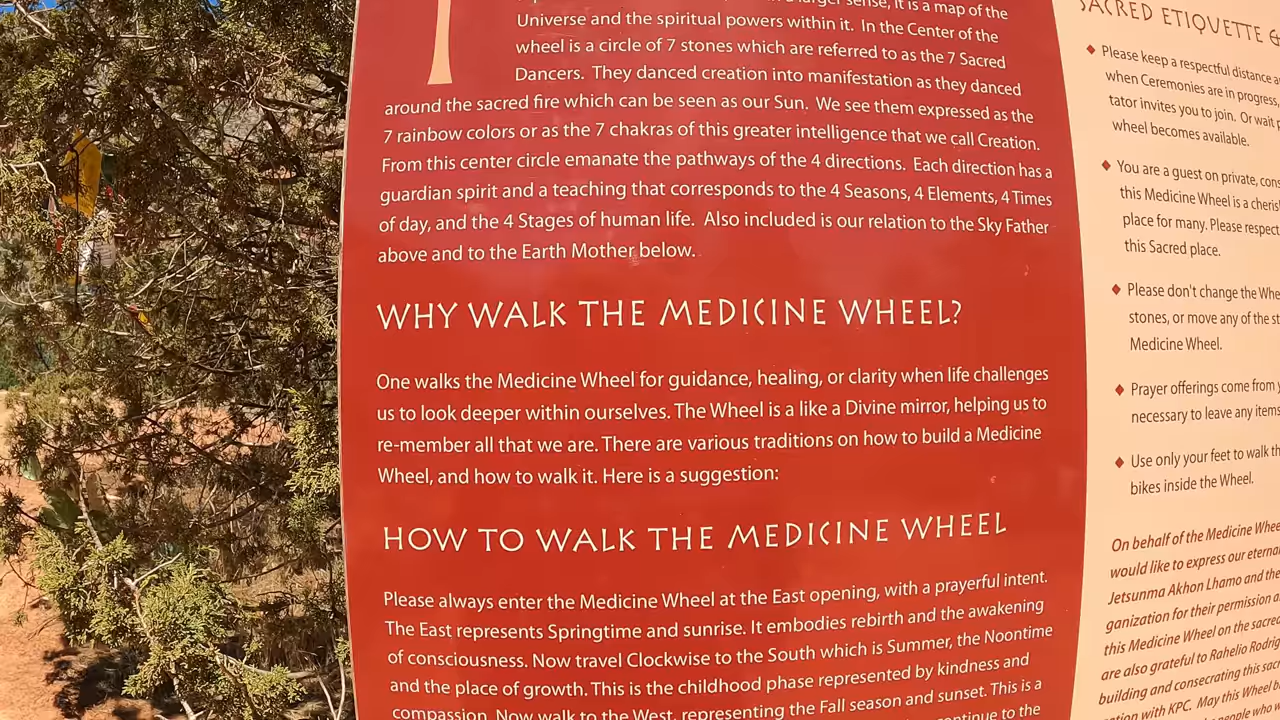 sense, it is a map of the
Universe and the spiritual powers within it. In the Center of the
wheel is a circle of 7 stones which are referred to as the 7 Sacred
Dancers. They danced creation into manifestation as they danced
around the sacred fire which can be seen as our Sun. We see them expressed as the
7 rainbow colors or as the 7 chakras of this greater intelligence that we call Creation.
From this center circle emanate the pathways of the 4 directions. Each direction has a
guardian spirit and a teaching that corresponds to the 4 Seasons, 4 Elements, 4 Times
of day, and the 4 Stages of human life. Also included is our relation to the Sky Father
above and to the Earth Mother below.
WHY WALK THE MEDICINE WHEEL?
One walks the Medicine Wheel for guidance, healing, or clarity when life challenges
us to look deeper within ourselves. The Wheel is a like a Divine mirror, helping us to
re-member all that we are. There are various traditions on how to build a Medicine
Wheel, and how to walk it. Here is a suggestion:
HOW TO WALK THE MEDICINE WHEEL
Please always enter the Medicine Wheel at the East opening, with a prayerful intent.
The East represents Springtime and sunrise. It embodies rebirth and the awakening
of consciousness. Now travel Clockwise to the South which is Summer, the Noontime
and the place of growth. This is the childhood phase represented by kindness and
compassion. Now walk to the West, representing the Fall season and sunset. This is a
to the
SACRED ETIQUETTE
Please keep a respectful distance
when Ceremonies are in progress,
tator invites you to join. Or wait
wheel becomes available.
You are a guest on private,
this Medicine Wheel is a
place for many. Please respect
this Sacred place.
Please don't change the
stones, or move any of the
Medicine Wheel.
Prayer offerings come from
necessary to leave any items
Use only your feet to walk
bikes inside the Wheel.
On behalf of the Medicine
would like to express our
Jetsunma Akhon Lhamo and the
ganization for their permission
this Medicine Wheel on the
are also grateful to Rahelio
building and consecrating this
with KPC. May this Wheel
people who